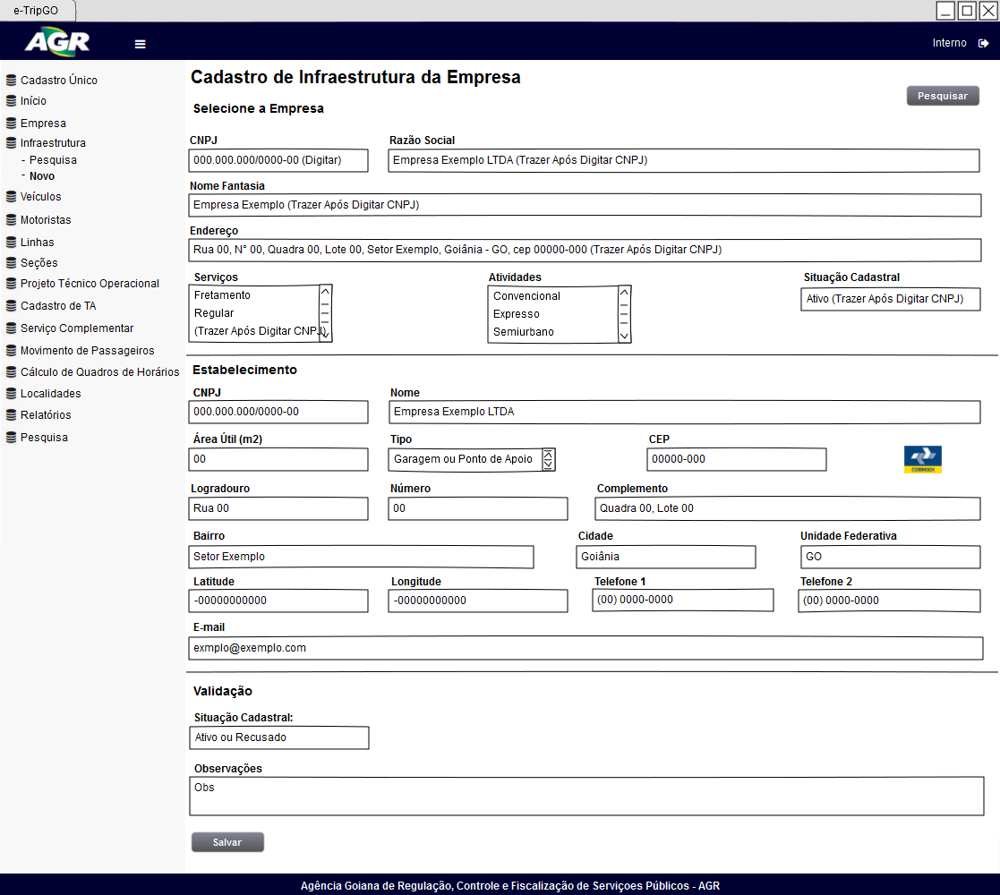 e-TripGO
AGR
Interno
Cadastro Único
Início
Empresa
Infraestrutura
- Pesquisa
- Novo
Veículos
Motoristas
Linhas
Seções
Projeto Técnico Operacional
Cadastro de TA
Serviço Complementar
Movimento de Passageiros
Cálculo de Quadros de Horários
Localidades
Relatórios
Pesquisa
Cadastro de Infraestrutura da Empresa
Pesquisar
Selecione a Empresa
CNPJ Razão Social
000.000.000/0000-00 (Digitar) Empresa Exemplo LTDA (Trazer Após Digitar CNPJ)
Nome Fantasia
Empresa Exemplo (Trazer Após Digitar CNPJ)
Endereço
Rua 00, N° 00, Quadra 00, Lote 00, Setor Exemplo, Goiânia - GO, cep 00000-000 (Trazer Após Digitar CNPJ)
Serviços Atividades Situação Cadastral
Fretamento Convencional Ativo (Trazer Após Digitar CNPJ)
Regular Expresso
(Trazer Após Digitar CNPJ) Semiurbano
Estabelecimento
CNPJ Nome
000.000.000/0000-00 Empresa Exemplo LTDA
Área Útil (m2) Tipo CEP
00 Garagem ou Ponto de Apoio 00000-000
CORREIOS
Logradouro Número Complemento
Rua 00 00 Quadra 00, Lote 00
Bairro Cidade Unidade Federativa
Setor Exemplo Goiânia GO
Latitude Longitude Telefone 1 Telefone 2
-00000000000 -00000000000 (00) 0000-0000 (00) 0000-0000
E-mail
exmplo@exemplo.com
Validação
Situação Cadastral:
Ativo ou Recusado
Observações
Obs
Salvar
Agência Goiana de Regulação, Controle e Fiscalização de Serviçoes Públicos - AGR